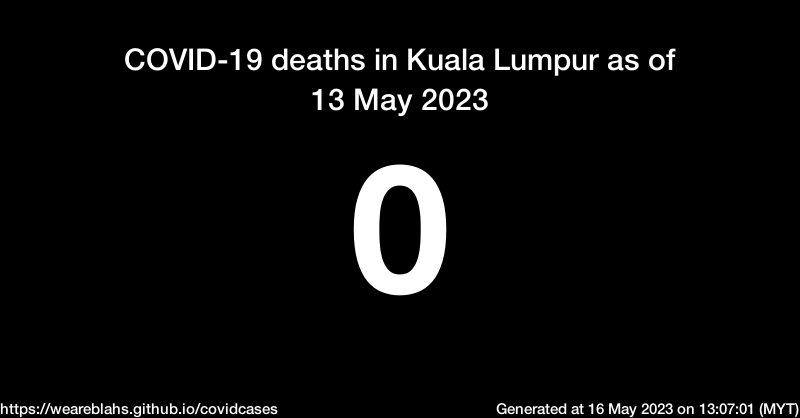 COVID-19 deaths in Kuala Lumpur as of
13 May 2023
0
https://weareblahs.github.io/covidcases
Generated at 16 May 2023 on 13:07:01 (MYT)